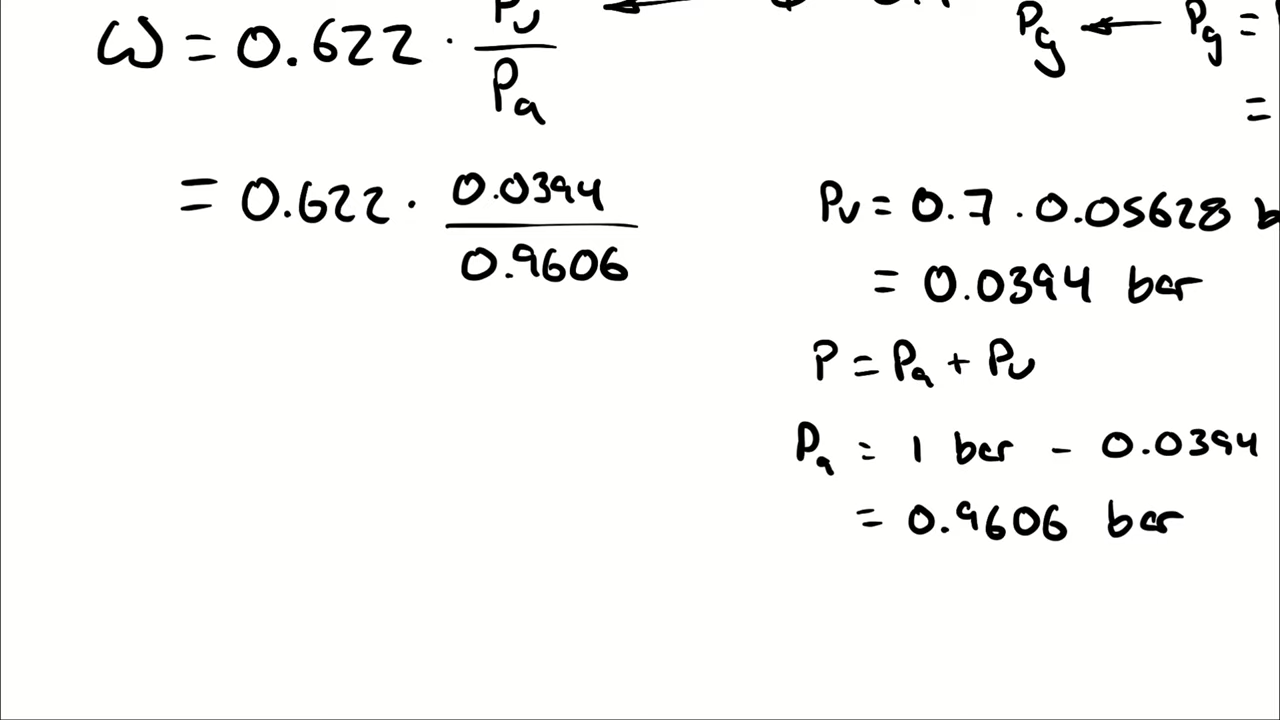 ω = 0.622 · Pv / Pa
Pg ← Pg =
=
= 0.622 · 0.0394 / 0.9606
Pv = 0.7 · 0.05628 b
= 0.0394 bar
P = Pa + Pv
Pa = 1 bar - 0.0394
= 0.9606 bar